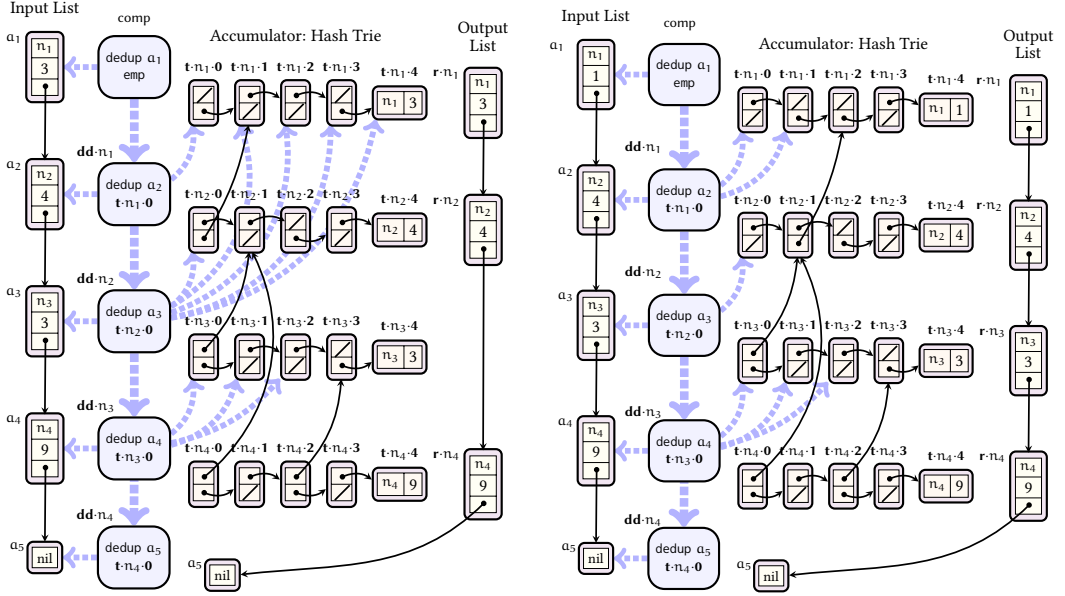 Input List
comp
Accumulator: Hash Trie
Output
List
a₁
n₁
3
dedup a₁
emp
t·n₁·0 t·n₁·1 t·n₁·2 t·n₁·3 t·n₁·4
n₁ 3
r·n₁
n₁
3
dd·n₁
a₂
n₂
4
dedup a₂
t·n₁·0
t·n₂·0 t·n₂·1 t·n₂·2 t·n₂·3 t·n₂·4
n₂ 4
r·n₂
n₂
4
dd·n₂
a₃
n₃
3
dedup a₃
t·n₂·0
t·n₃·0 t·n₃·1 t·n₃·2 t·n₃·3 t·n₃·4
n₃ 3
dd·n₃
a₄
n₄
9
dedup a₄
t·n₃·0
t·n₄·0 t·n₄·1 t·n₄·2 t·n₄·3 t·n₄·4
n₄ 9
r·n₄
n₄
9
dd·n₄
a₅
nil
dedup a₅
t·n₄·0
a₅
nil
Input List
comp
Accumulator: Hash Trie
Output
List
a₁
n₁
1
dedup a₁
emp
t·n₁·0 t·n₁·1 t·n₁·2 t·n₁·3 t·n₁·4
n₁ 1
r·n₁
n₁
1
dd·n₁
a₂
n₂
4
dedup a₂
t·n₁·0
t·n₂·0 t·n₂·1 t·n₂·2 t·n₂·3 t·n₂·4
n₂ 4
r·n₂
n₂
4
dd·n₂
a₃
n₃
3
dedup a₃
t·n₂·0
t·n₃·0 t·n₃·1 t·n₃·2 t·n₃·3 t·n₃·4
n₃ 3
r·n₃
n₃
3
dd·n₃
a₄
n₄
9
dedup a₄
t·n₃·0
t·n₄·0 t·n₄·1 t·n₄·2 t·n₄·3 t·n₄·4
n₄ 9
r·n₄
n₄
9
dd·n₄
a₅
nil
dedup a₅
t·n₄·0
a₅
nil